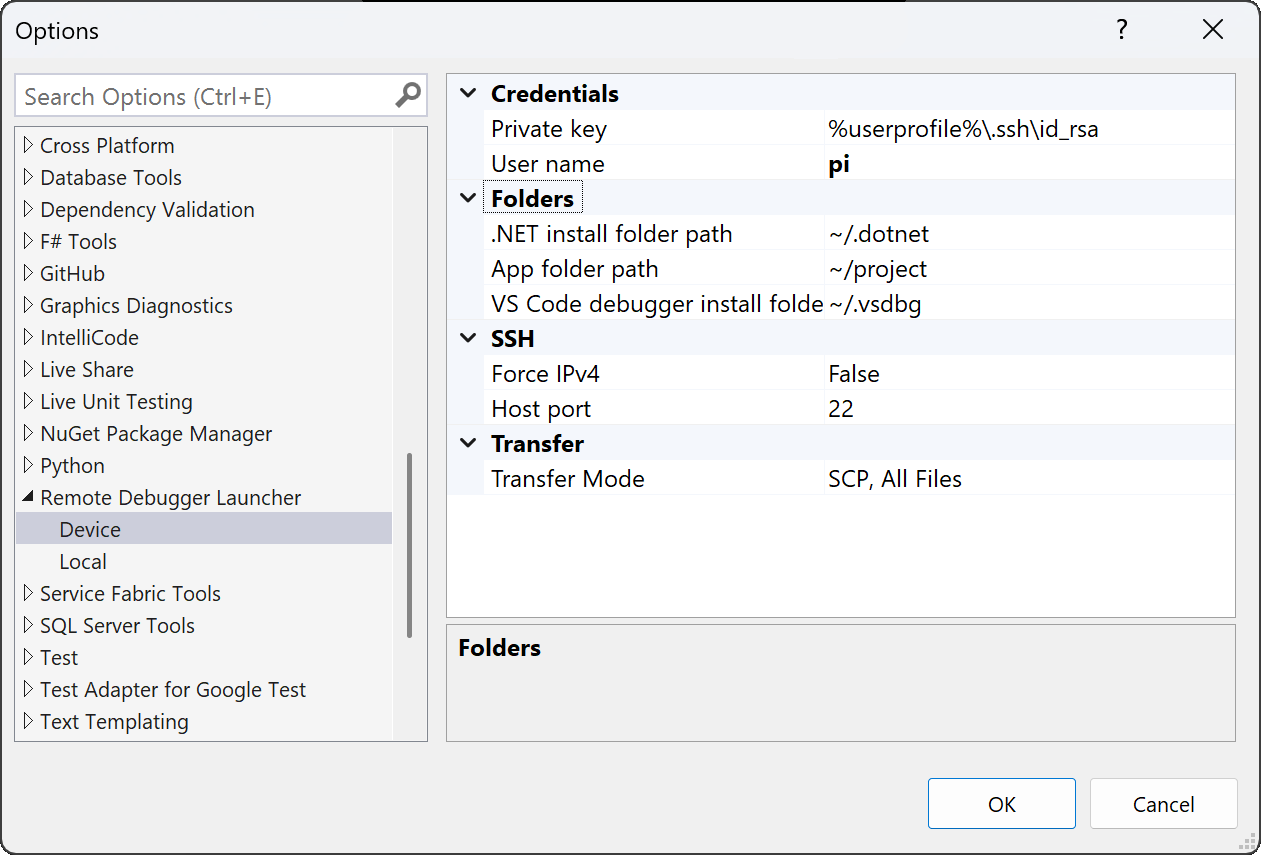 Options
?
Search Options (Ctrl+E)
Cross Platform
Database Tools
Dependency Validation
F# Tools
GitHub
Graphics Diagnostics
IntelliCode
Live Share
Live Unit Testing
NuGet Package Manager
Python
Remote Debugger Launcher
Device
Local
Service Fabric Tools
SQL Server Tools
Test
Test Adapter for Google Test
Text Templating
Credentials
Private key %userprofile%\.ssh\id_rsa
User name pi
Folders
.NET install folder path ~/.dotnet
App folder path ~/project
VS Code debugger install folde ~/.vsdbg
SSH
Force IPv4 False
Host port 22
Transfer
Transfer Mode SCP, All Files
Folders
OK Cancel